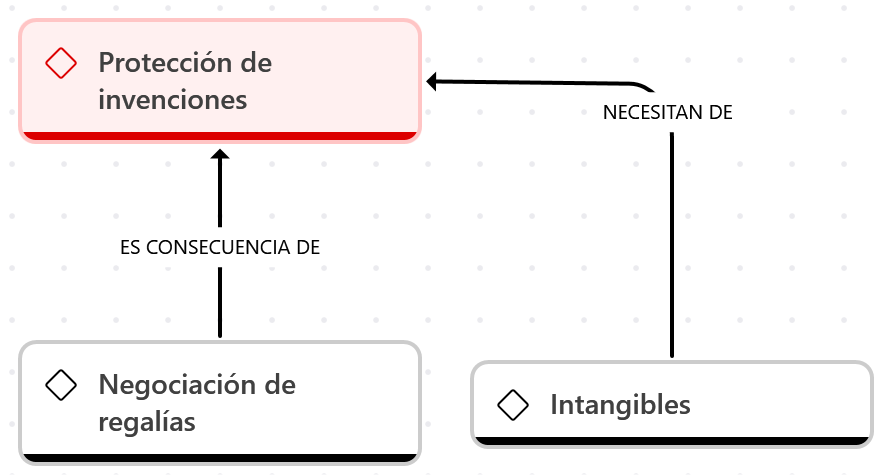 Protección de
invenciones
NECESITAN DE
ES CONSECUENCIA DE
Negociación de
regalías
Intangibles